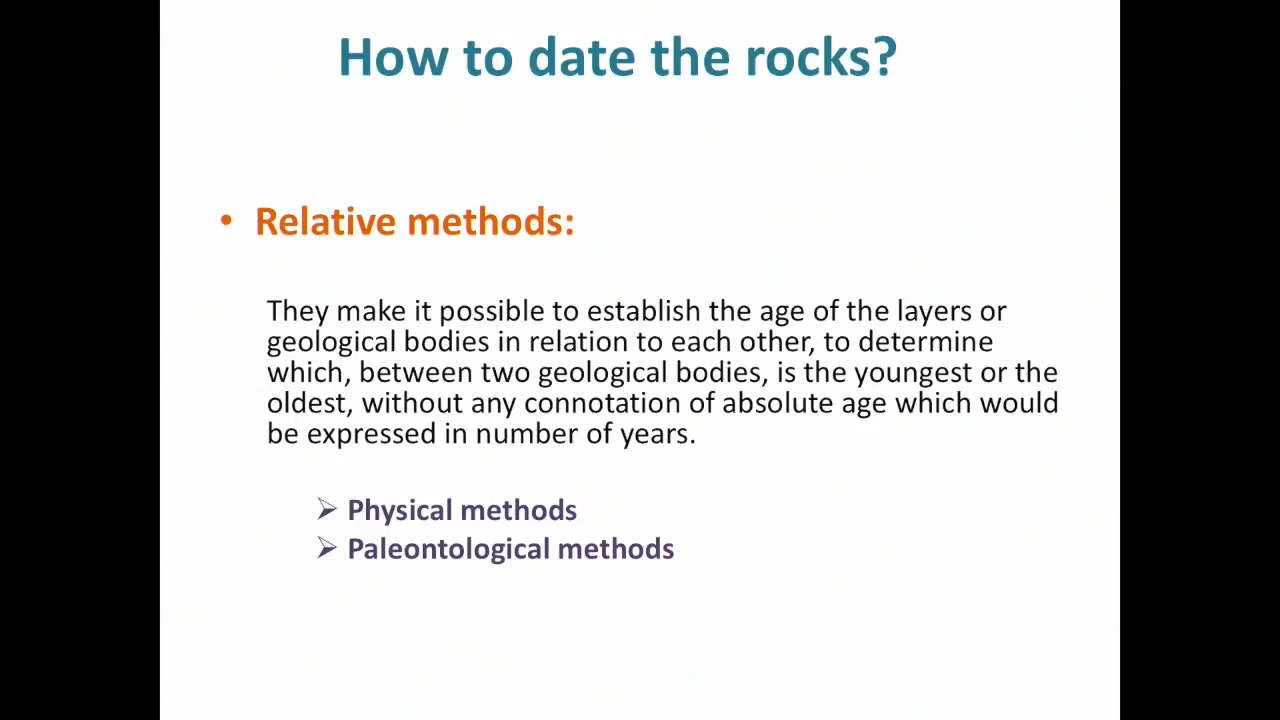 How to date the rocks?
• Relative methods:
They make it possible to establish the age of the layers or
geological bodies in relation to each other, to determine
which, between two geological bodies, is the youngest or the
oldest, without any connotation of absolute age which would
be expressed in number of years.
➢ Physical methods
➢ Paleontological methods